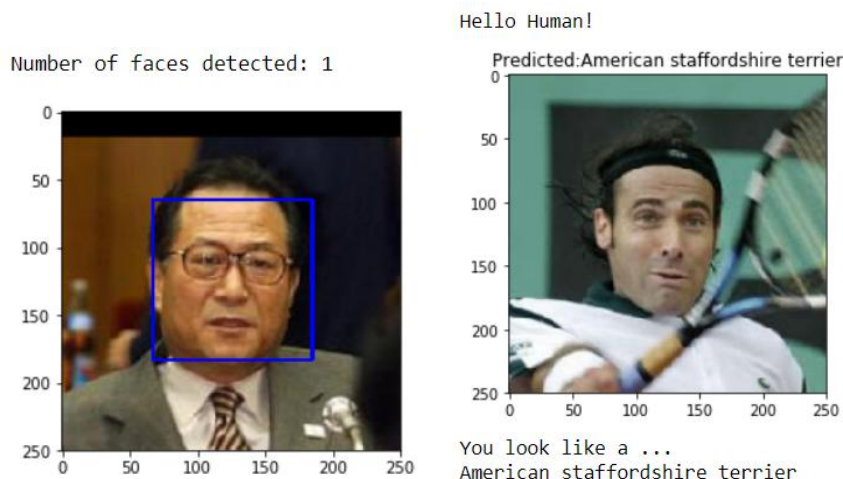 Number of faces detected: 1
0
50
100
150
200
250
0 50 100 150 200 250
Hello Human!
Predicted:American staffordshire terrier
0
50
100
150
200
250
0 50 100 150 200 250
You look like a ...
American staffordshire terrier